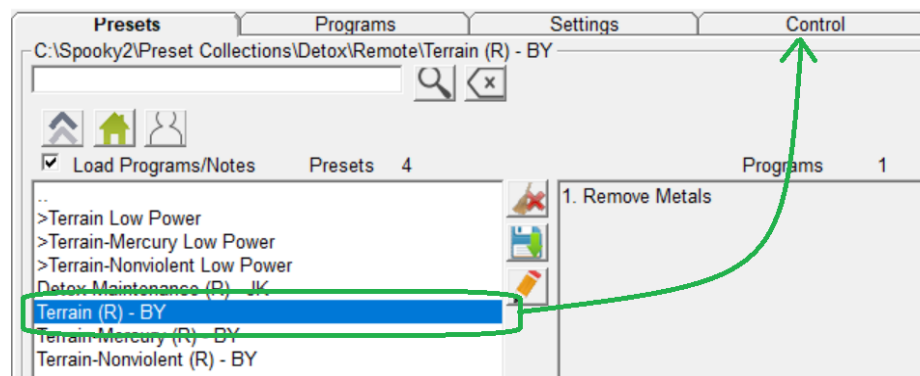 Presets Programs Settings Control
C:\Spooky2\Preset Collections\Detox\Remote\Terrain (R) - BY
Load Programs/Notes Presets 4 Programs 1
..
>Terrain Low Power
>Terrain-Mercury Low Power
>Terrain-Nonviolent Low Power
Detox Maintenance (R) - JK
Terrain (R) - BY
Terrain-Mercury (R) - BY
Terrain-Nonviolent (R) - BY
1. Remove Metals